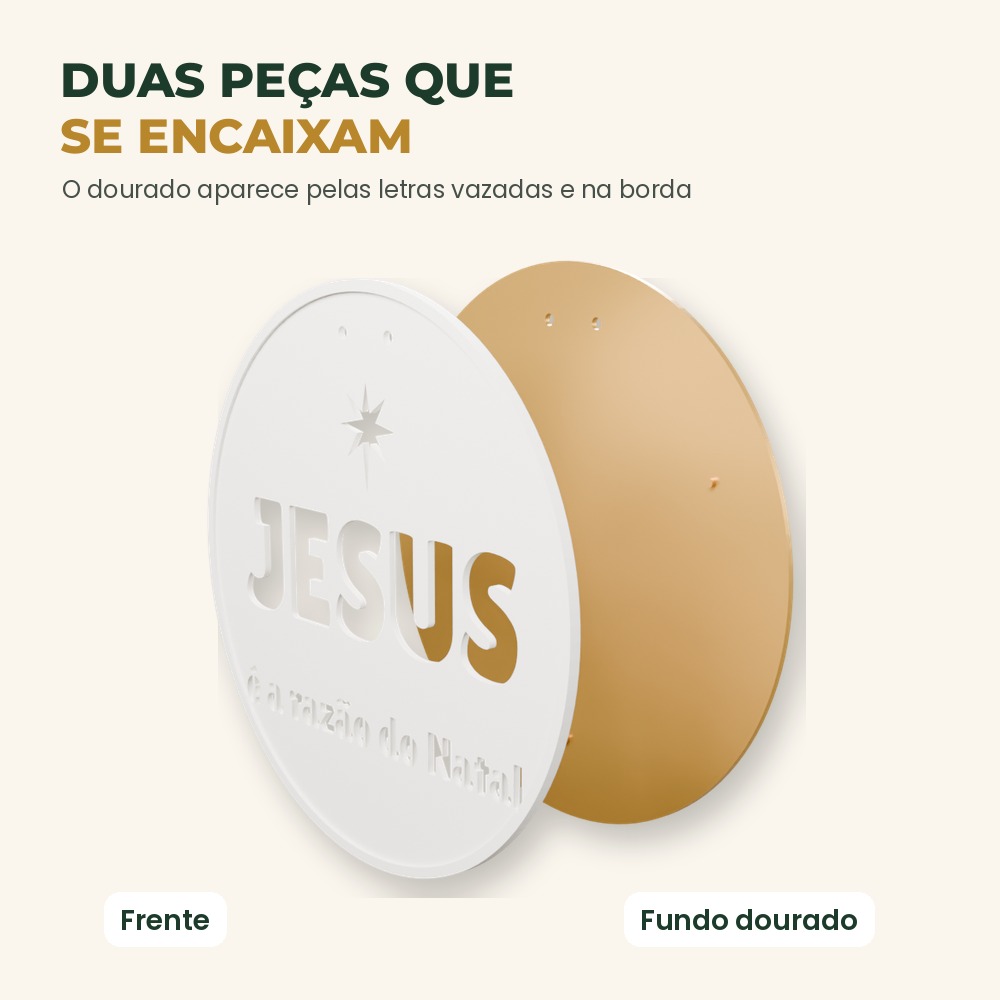 DUAS PEÇAS QUE
SE ENCAIXAM
O dourado aparece pelas letras vazadas e na borda
JESUS
é a razão do Natal
Frente
Fundo dourado